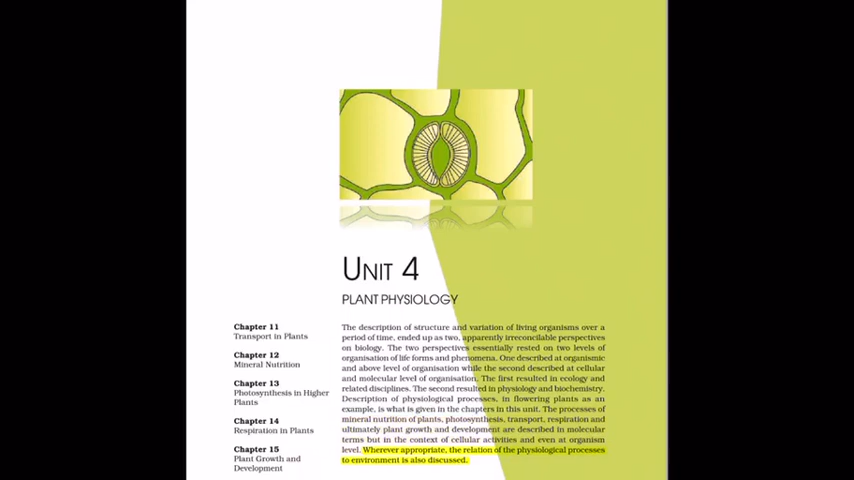 UNIT 4
PLANT PHYSIOLOGY
Chapter 11
Transport in Plants
Chapter 12
Mineral Nutrition
Chapter 13
Photosynthesis in Higher
Plants
Chapter 14
Respiration in Plants
Chapter 15
Plant Growth and
Development
The description of structure and variation of living organisms over a
period of time, ended up as two, apparently irreconcilable perspectives
on biology. The two perspectives essentially rested on two levels of
organisation of life forms and phenomena. One described at organismic
and above level of organisation while the second described at cellular
and molecular level of organisation. The first resulted in ecology and
related disciplines. The second resulted in physiology and biochemistry.
Description of physiological processes, in flowering plants as an
example, is what is given in the chapters in this unit. The processes of
mineral nutrition of plants, photosynthesis, transport, respiration and
ultimately plant growth and development are described in molecular
terms but in the context of cellular activities and even at organism
level. Wherever appropriate, the relation of the physiological processes
to environment is also discussed.